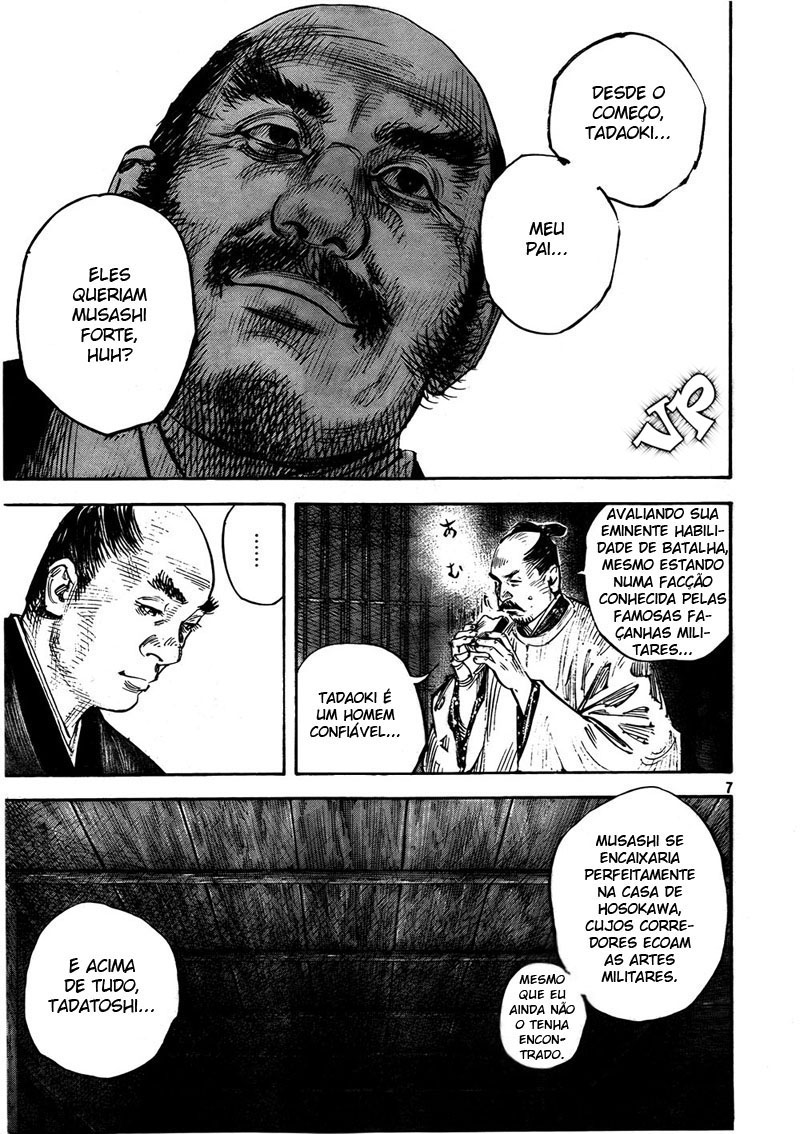 DESDE O
COMEÇO,
TADAOKI...
MEU
PAI...
ELES
QUERIAM
MUSASHI
FORTE,
HUH?
VP
AVALIANDO SUA
EMINENTE HABILI-
DADE DE BATALHA,
MESMO ESTANDO
NUMA FACÇÃO
CONHECIDA PELAS
FAMOSAS FA-
ÇANHAS MILI-
TARES...
あむ
TADAOKI É
UM HOMEM
CONFIÁVEL...
........
7
MUSASHI SE
ENCAIXARIA
PERFEITAMENTE
NA CASA DE
HOSOKAWA,
CUJOS CORRE-
DORES ECOAM
AS ARTES
MILITARES.
MESMO
QUE EU
AINDA NÃO
O TENHA
ENCON-
TRADO.
E ACIMA
DE TUDO,
TADATOSHI...